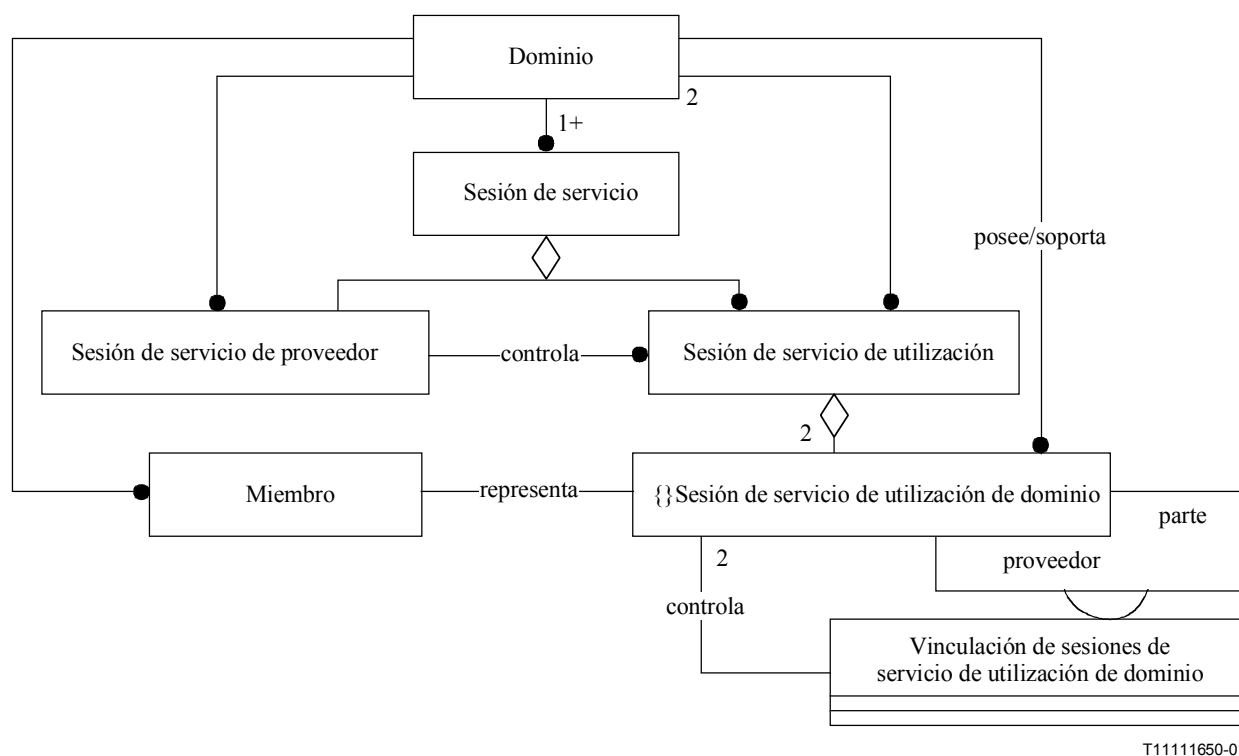 Dominio
2
1+
Sesión de servicio
posee/soporta
Sesión de servicio de proveedor
controla
Sesión de servicio de utilización
2
Miembro
representa
{}Sesión de servicio de utilización de dominio
parte
2
proveedor
controla
Vinculación de sesiones de
servicio de utilización de dominio
T11111650-0